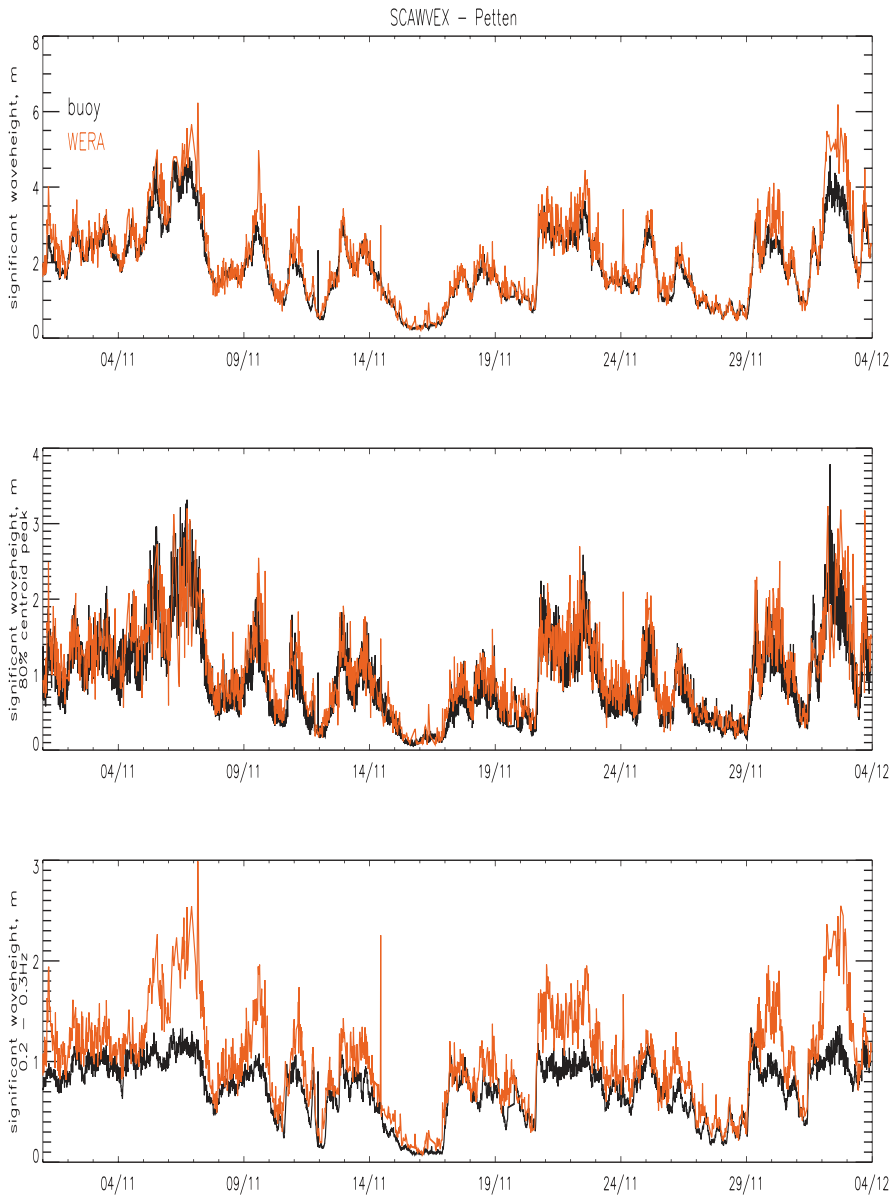 SCAWVEX – Petten
significant waveheight, m
8
6
4
2
0
buoy
WERA
04/11 09/11 14/11 19/11 24/11 29/11 04/12
significant waveheight, m
80% centroid peak
4
3
2
1
0
04/11 09/11 14/11 19/11 24/11 29/11 04/12
significant waveheight, m
0.2 – 0.3Hz
3
2
1
0
04/11 09/11 14/11 19/11 24/11 29/11 04/12